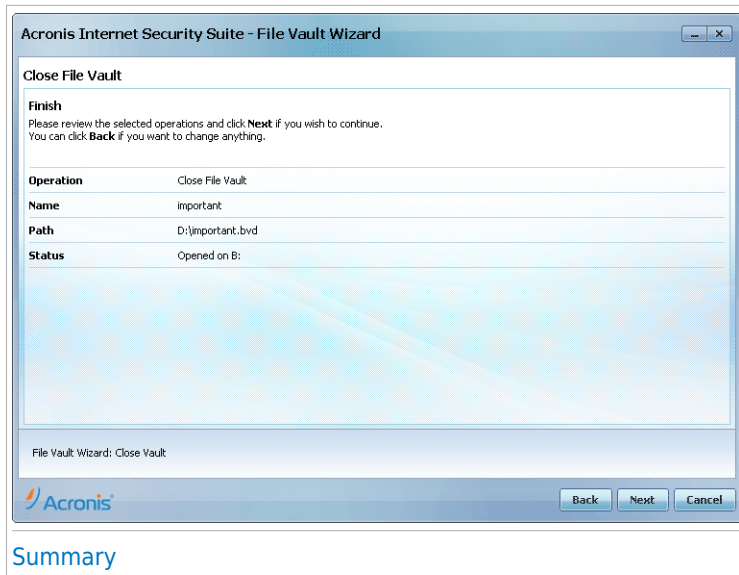 Acronis Internet Security Suite - File Vault Wizard
Close File Vault
Finish
Please review the selected operations and click Next if you wish to continue.
You can click Back if you want to change anything.
Operation Close File Vault
Name important
Path D:\important.bvd
Status Opened on B:
File Vault Wizard: Close Vault
Acronis
Back Next Cancel
Summary